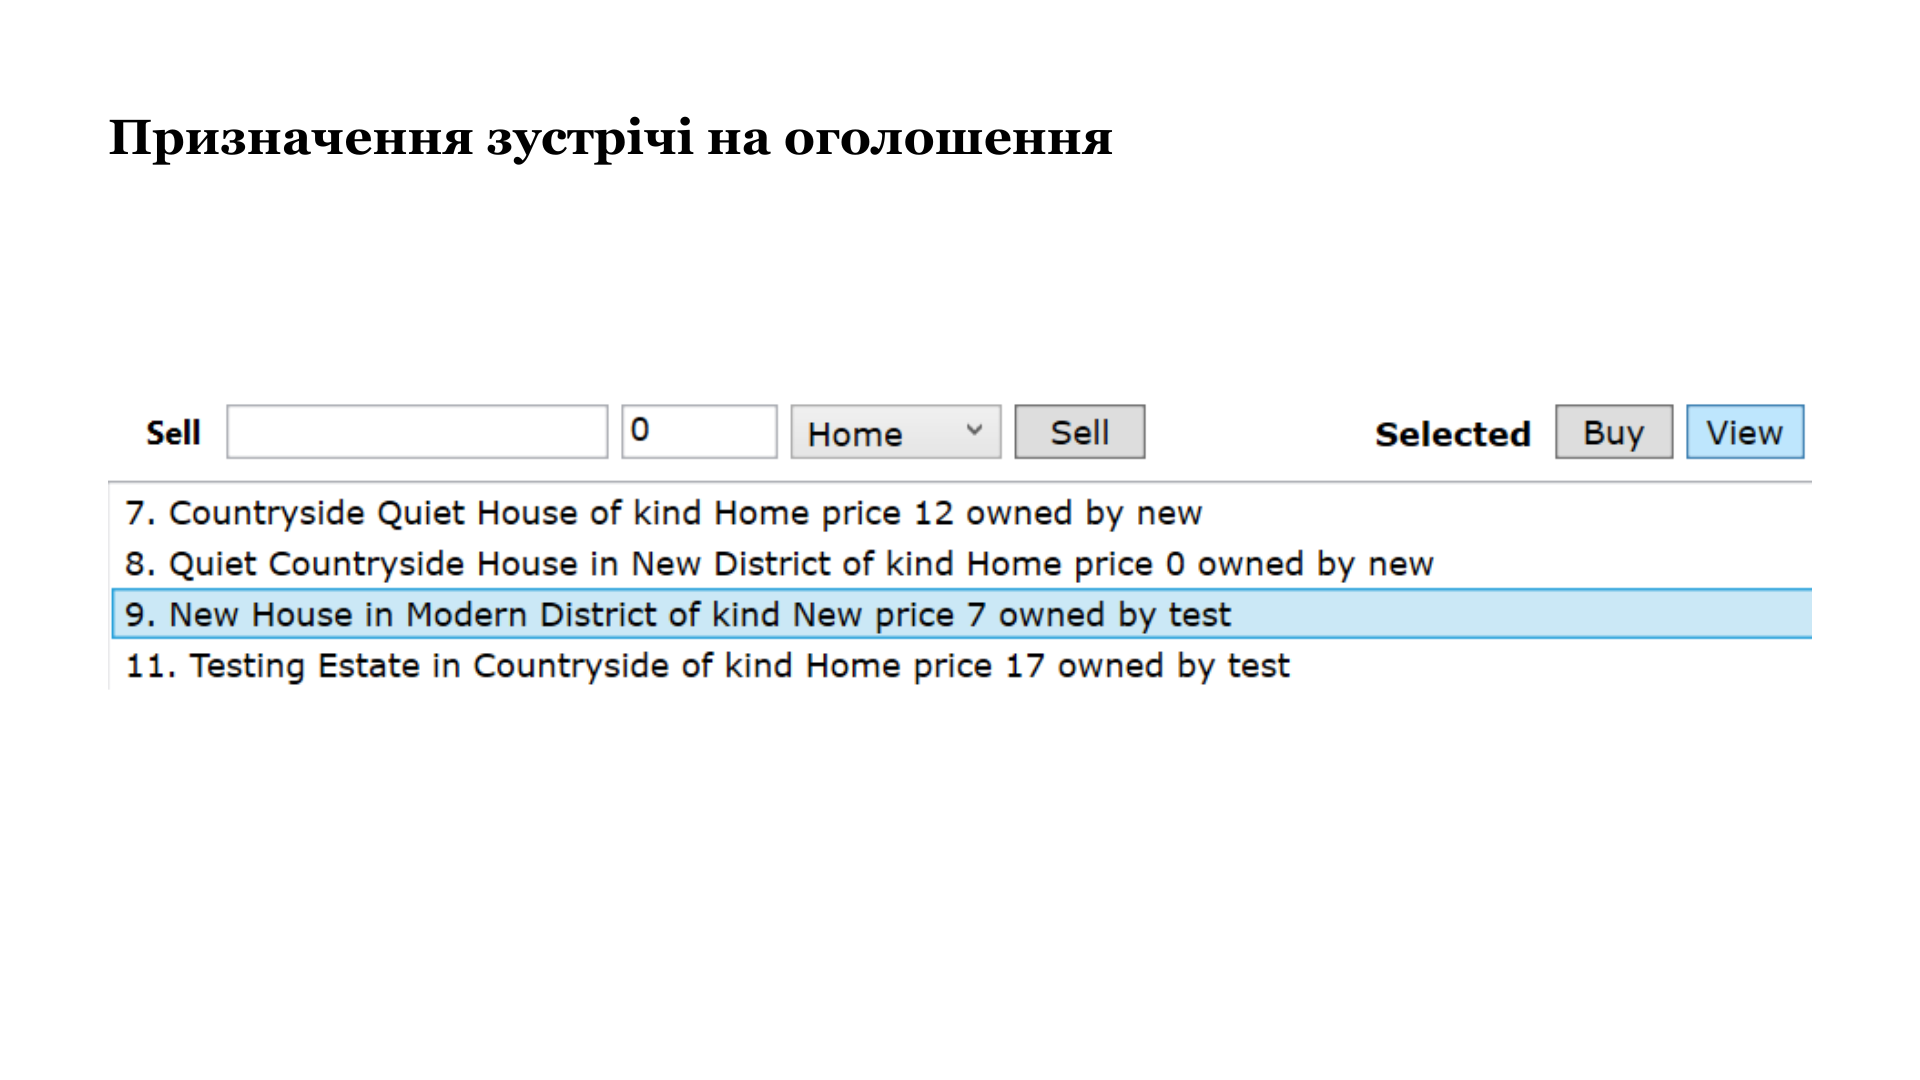 Призначення зустрічі на оголошення
Sell 0 Home Sell Selected Buy View
7. Countryside Quiet House of kind Home price 12 owned by new
8. Quiet Countryside House in New District of kind Home price 0 owned by new
9. New House in Modern District of kind New price 7 owned by test
11. Testing Estate in Countryside of kind Home price 17 owned by test